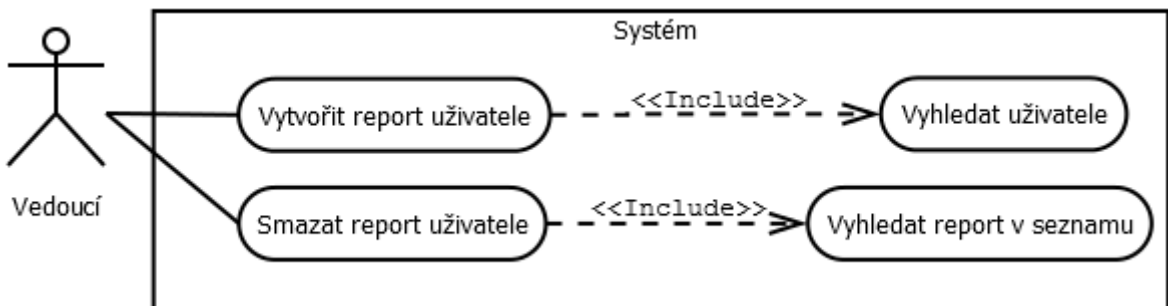 Systém
Vytvořit report uživatele
<<Include>>
Vyhledat uživatele
Vedoucí
Smazat report uživatele
<<Include>>
Vyhledat report v seznamu